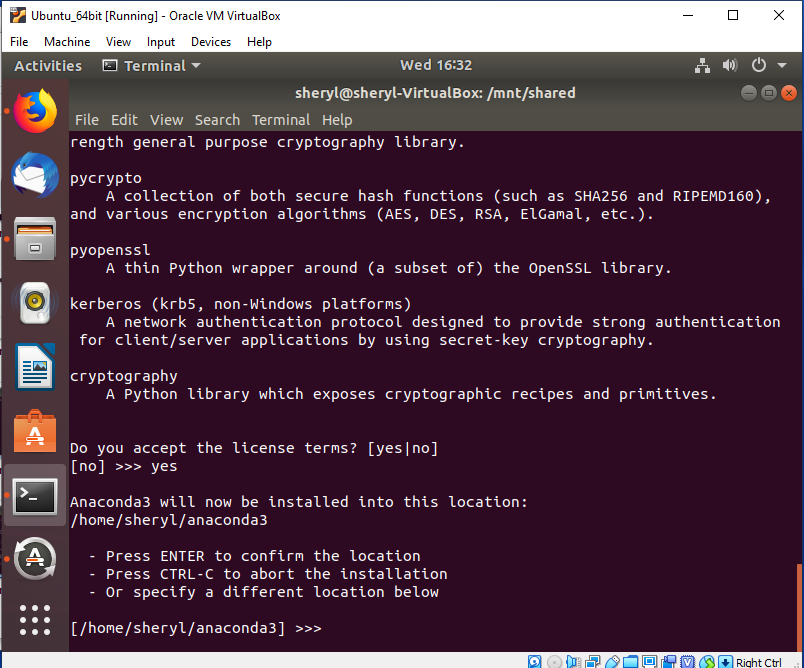 Ubuntu_64bit [Running] - Oracle VM VirtualBox
File Machine View Input Devices Help
Activities Terminal Wed 16:32
sheryl@sheryl-VirtualBox: /mnt/shared
File Edit View Search Terminal Help
rength general purpose cryptography library.
pycrypto
A collection of both secure hash functions (such as SHA256 and RIPEMD160),
and various encryption algorithms (AES, DES, RSA, ElGamal, etc.).
pyopenssl
A thin Python wrapper around (a subset of) the OpenSSL library.
kerberos (krb5, non-Windows platforms)
A network authentication protocol designed to provide strong authentication
for client/server applications by using secret-key cryptography.
cryptography
A Python library which exposes cryptographic recipes and primitives.
Do you accept the license terms? [yes|no]
[no] >>> yes
Anaconda3 will now be installed into this location:
/home/sheryl/anaconda3
- Press ENTER to confirm the location
- Press CTRL-C to abort the installation
- Or specify a different location below
[/home/sheryl/anaconda3] >>>
Right Ctrl